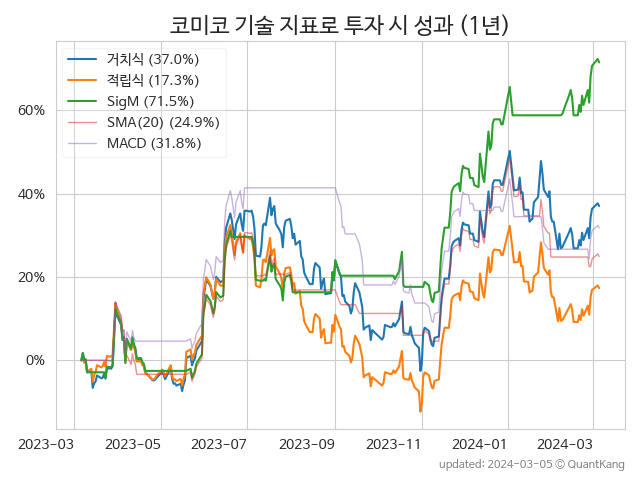 코미코 기술 지표로 투자 시 성과 (1년)
거치식 (37.0%)
적립식 (17.3%)
SigM (71.5%)
SMA(20) (24.9%)
MACD (31.8%)
60%
40%
20%
0%
2023-03 2023-05 2023-07 2023-09 2023-11 2024-01 2024-03
updated: 2024-03-05 © QuantKang